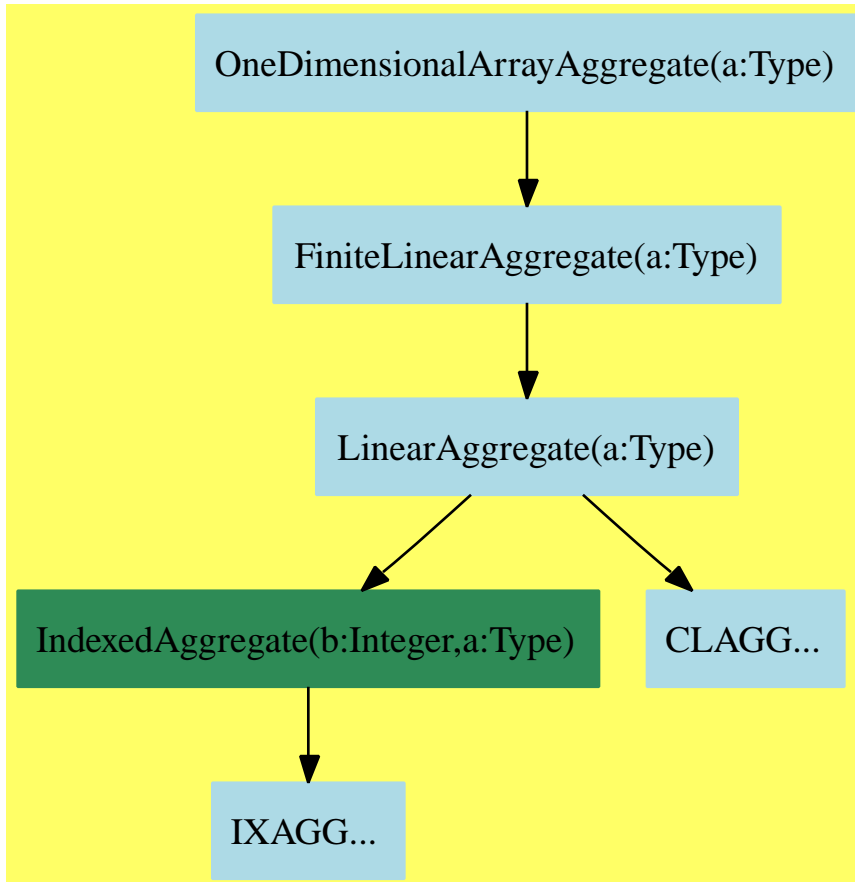 OneDimensionalArrayAggregate(a:Type)
FiniteLinearAggregate(a:Type)
LinearAggregate(a:Type)
IndexedAggregate(b:Integer,a:Type)
CLAGG...
IXAGG...